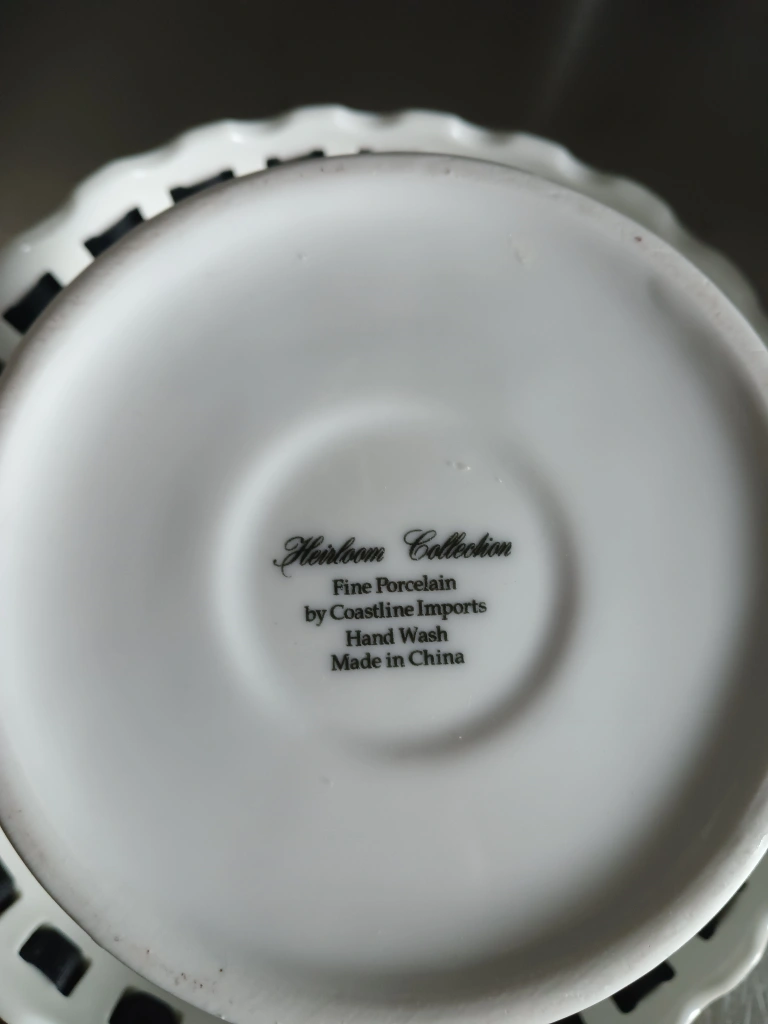 Heirloom Collection
Fine Porcelain
by Coastline Imports
Hand Wash
Made in China